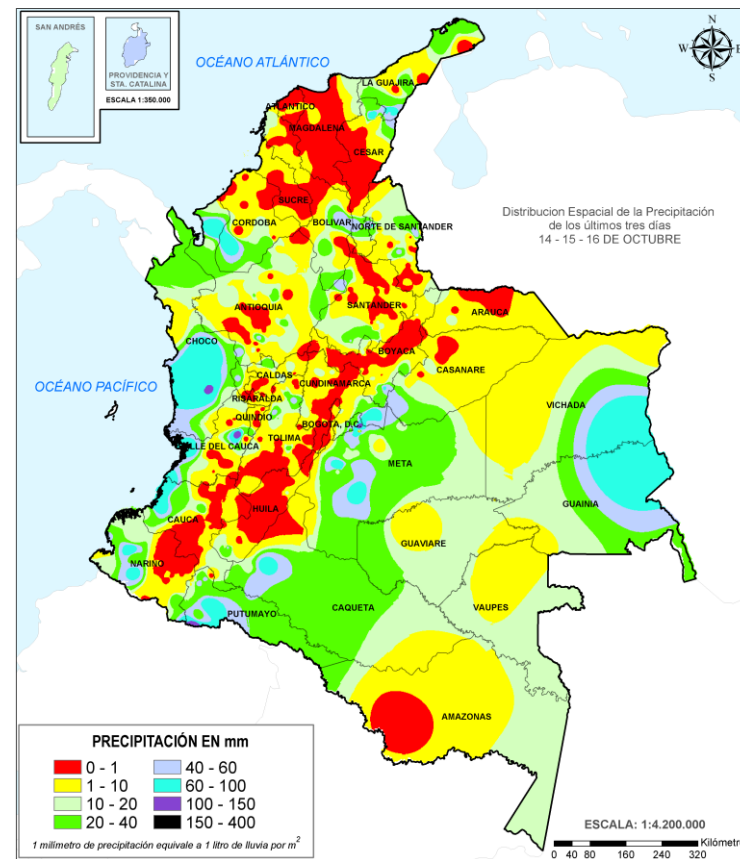 SAN ANDRÉS
PROVIDENCIA Y
STA. CATALINA
ESCALA 1:350.000
OCÉANO ATLÁNTICO
N
W
E
S
LA GUAJIRA
ATLANTICO
MAGDALENA
CESAR
SUCRE
CORDOBA
BOLIVAR
NORTE DE SANTANDER
Distribucion Espacial de la Precipitación
de los últimos tres días
14 - 15 - 16 DE OCTUBRE
ANTIOQUIA
SANTANDER
ARAUCA
CHOCO
BOYACA
CASANARE
OCÉANO PACÍFICO
CALDAS
CUNDINAMARCA
RISARALDA
VICHADA
QUINDIO
BOGOTA, D.C.
TOLIMA
LLE DEL CAUCA
META
GUAINIA
HUILA
CAUCA
GUAVIARE
NARIÑO
PUTUMAYO
CAQUETA
VAUPES
AMAZONAS
PRECIPITACIÓN EN mm
0 - 1
40 - 60
1 - 10
60 - 100
10 - 20
100 - 150
20 - 40
150 - 400
1 milímetro de precipitación equivale a 1 litro de lluvia por m²
ESCALA: 1:4.200.000
Kilóme
0 40 80 160 240 320